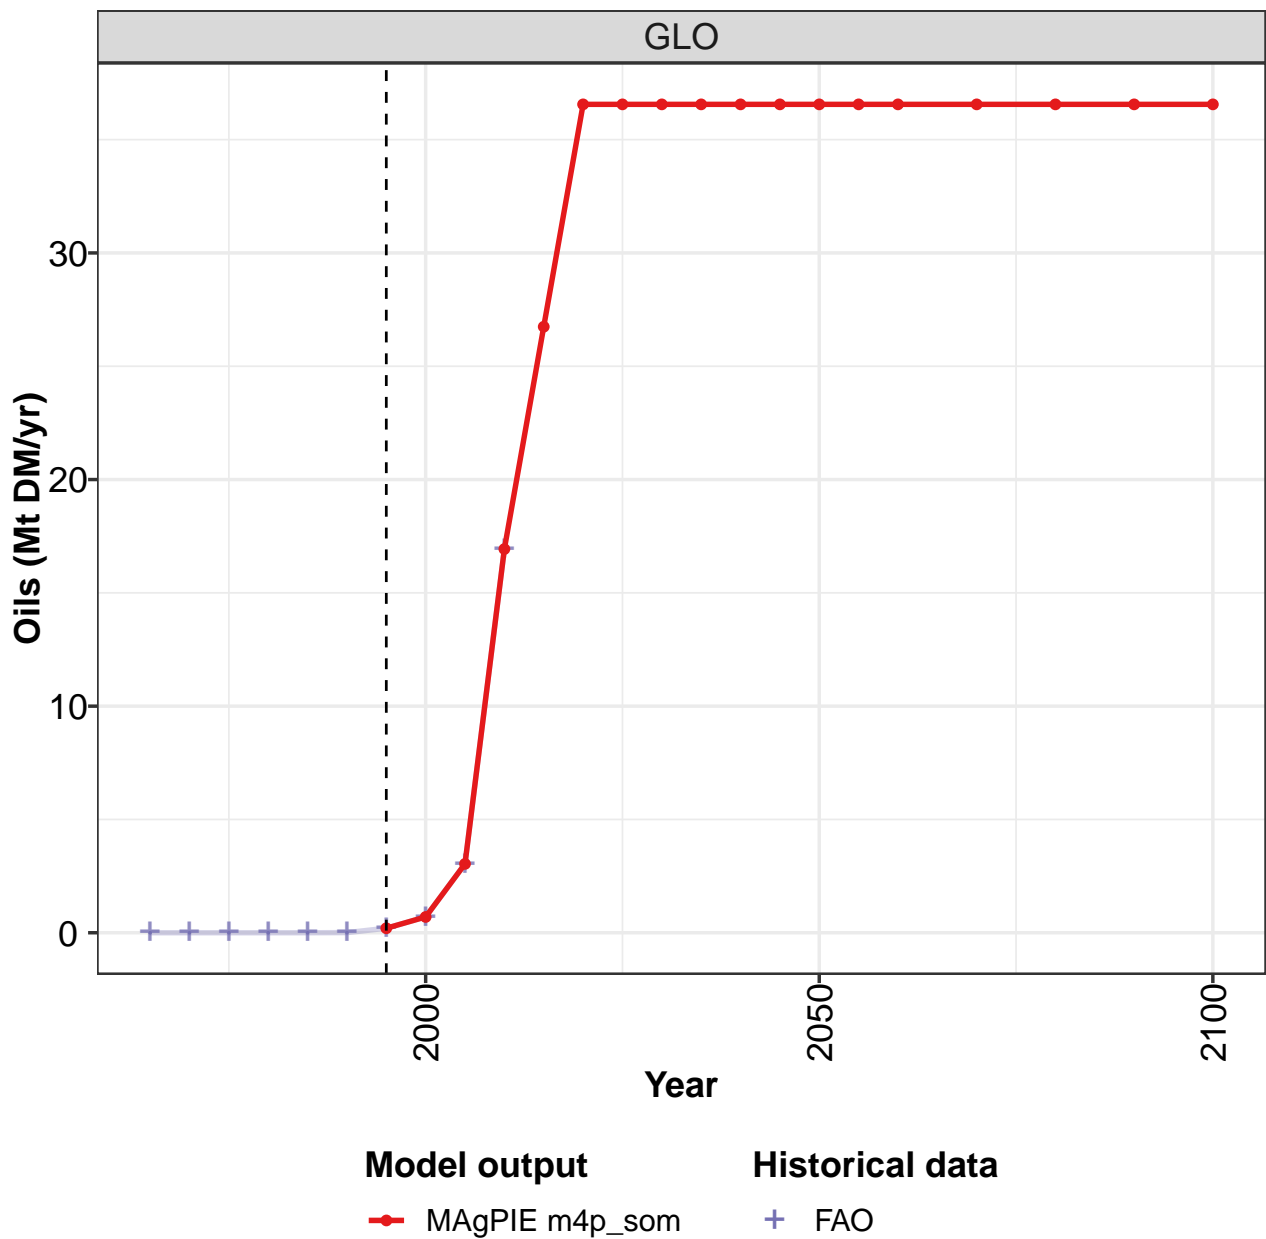 GLO
Oils (Mt DM/yr)
30
20
10
0
2000
2050
2100
Year
Model output
Historical data
MAgPIE m4p_som
FAO